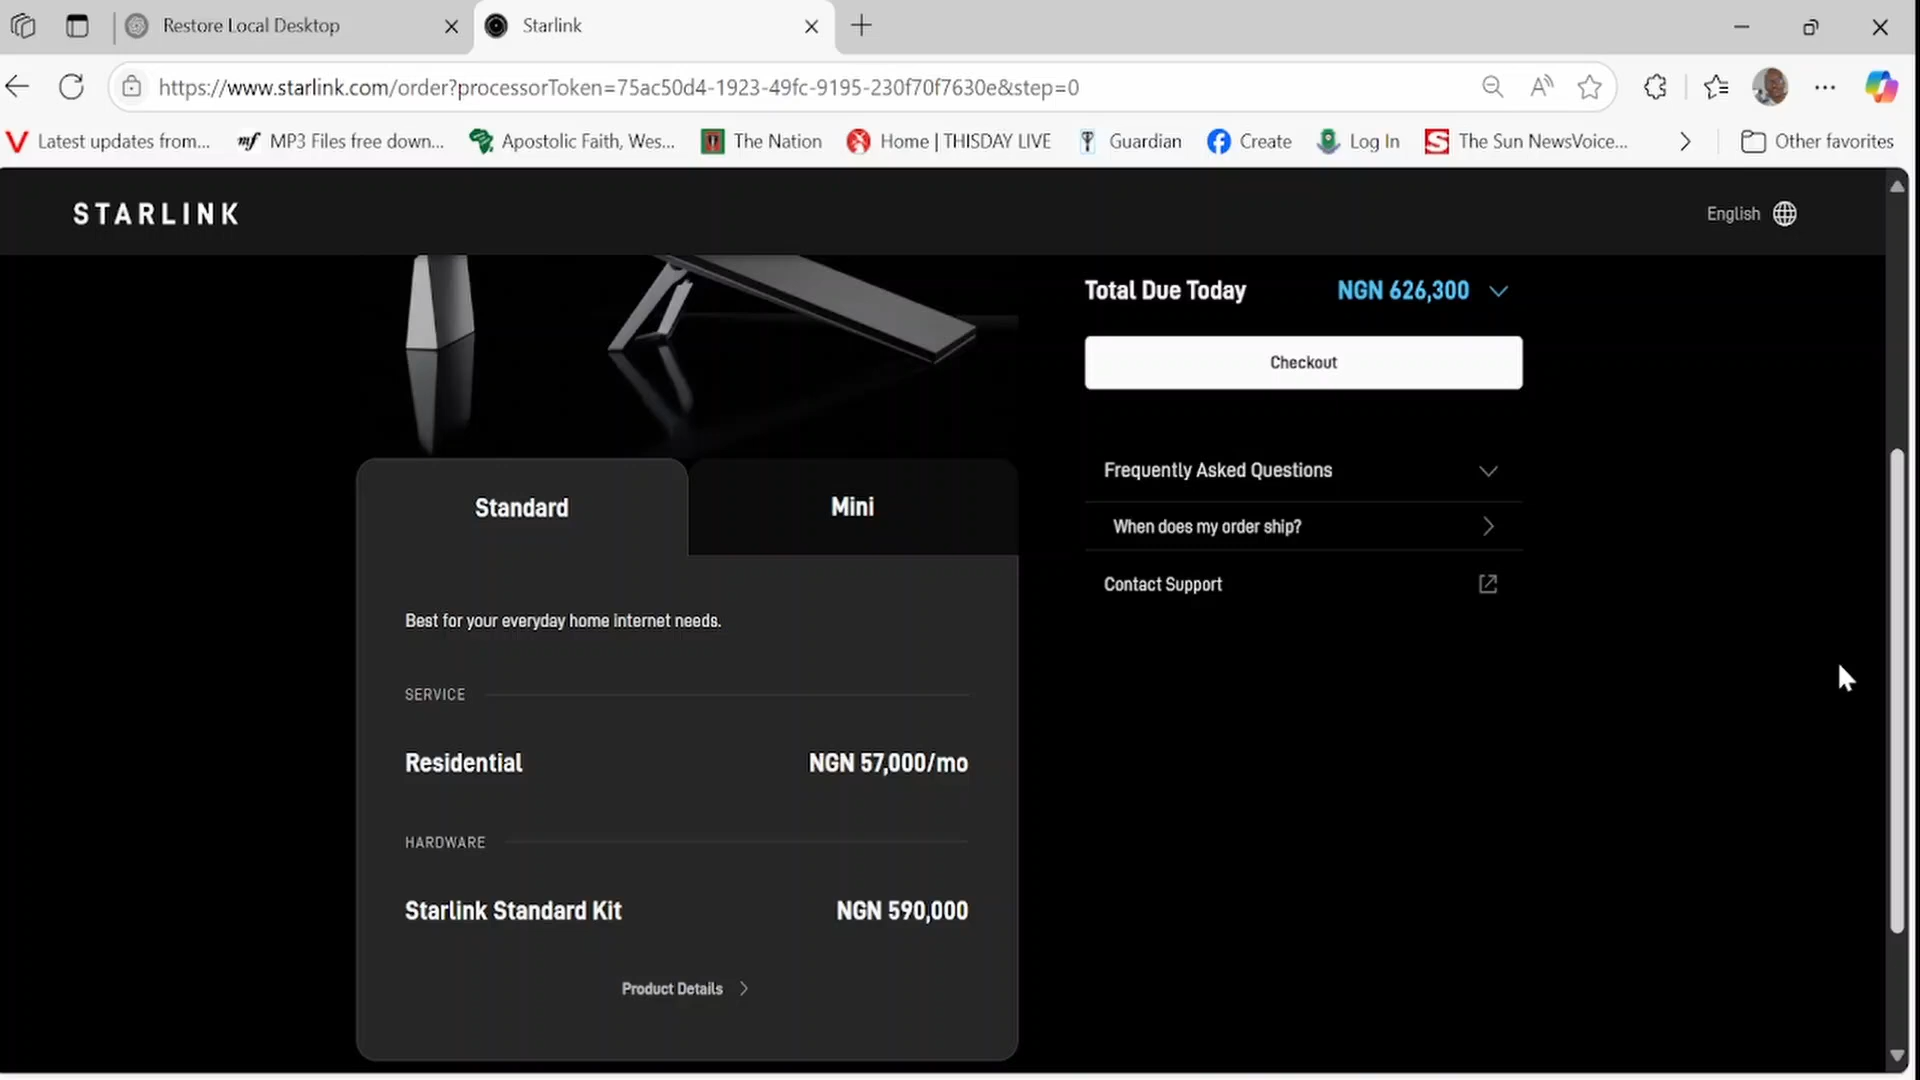 Restore Local Desktop
Starlink
https://www.starlink.com/order?processorToken=75ac50d4-1923-49fc-9195-230f70f7630e&step=0
Latest updates from...
MP3 Files free down...
Apostolic Faith, Wes...
The Nation
Home | THISDAY LIVE
Guardian
Create
Log In
The Sun NewsVoice...
Other favorites
STARLINK
English
Total Due Today NGN 626,300
Checkout
Frequently Asked Questions
When does my order ship?
Contact Support
Standard
Mini
Best for your everyday home internet needs.
SERVICE
Residential NGN 57,000/mo
HARDWARE
Starlink Standard Kit NGN 590,000
Product Details